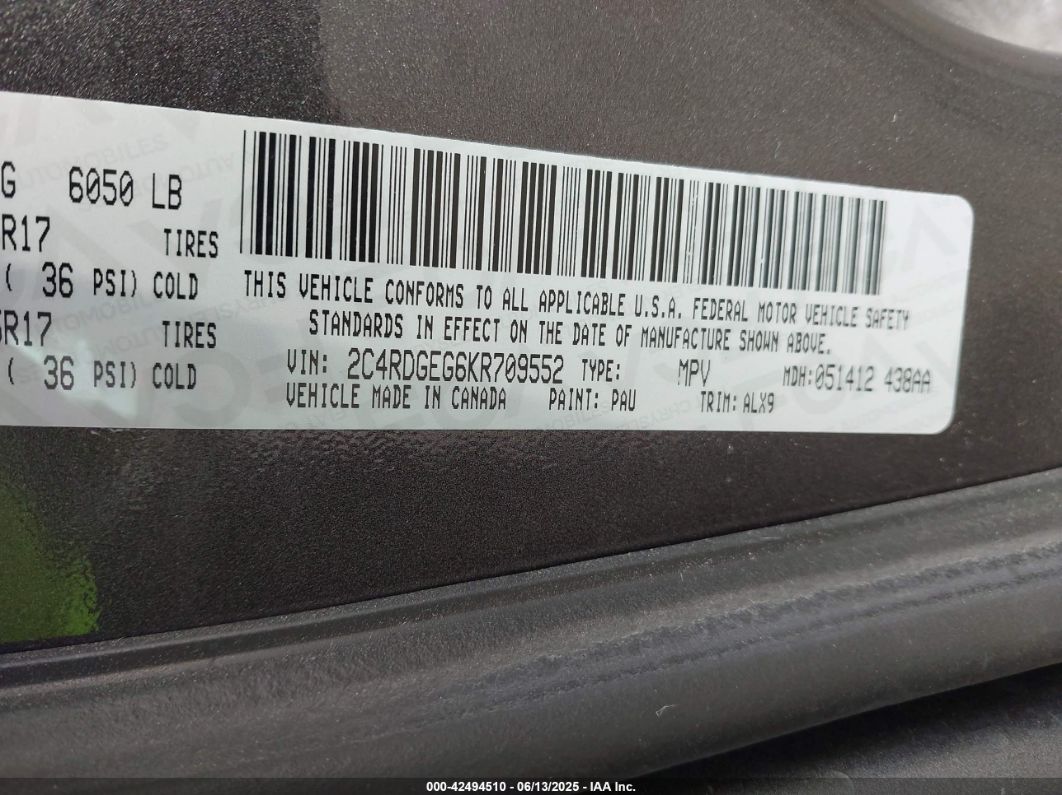 G 6050 LB
R17 TIRES
( 36 PSI) COLD
5R17 TIRES
( 36 PSI) COLD
THIS VEHICLE CONFORMS TO ALL APPLICABLE U.S.A. FEDERAL MOTOR VEHICLE SAFETY
STANDARDS IN EFFECT ON THE DATE OF MANUFACTURE SHOWN ABOVE.
VIN: 2C4RDGEG6KR709552 TYPE: MPV MDH:051412 438AA
VEHICLE MADE IN CANADA PAINT: PAU TRIM: ALX9
000-42494510 - 06/13/2025 - IAA Inc.